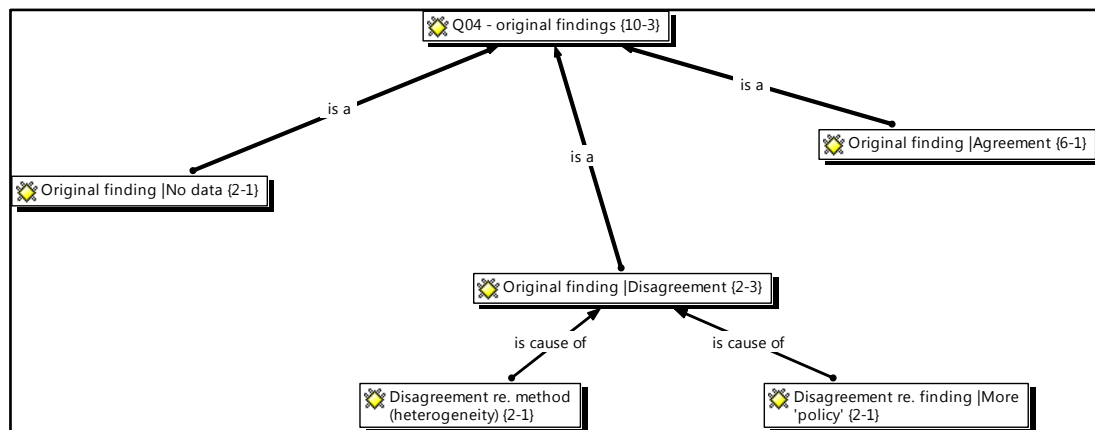 Q04 - original findings {10-3}
is a
is a
Original finding |Agreement {6-1}
is a
Original finding |No data {2-1}
Original finding |Disagreement {2-3}
is cause of
is cause of
Disagreement re. method
(heterogeneity) {2-1}
Disagreement re. finding |More
'policy' {2-1}